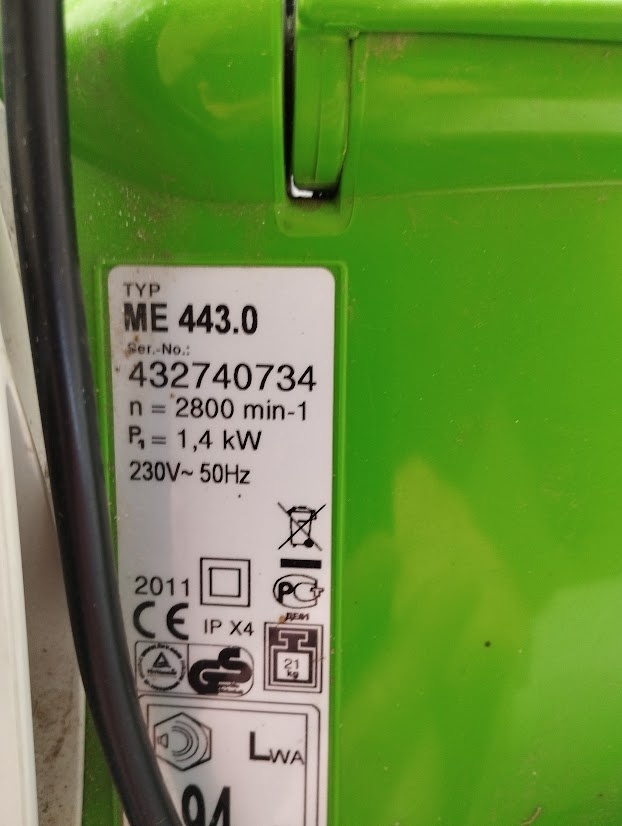 TYP
ME 443.0
Ser.-No.:
432740734
n = 2800 min-1
P₁ = 1,4 kW
230V~ 50Hz
2011
CE IP X4
21
kg
LWA
94